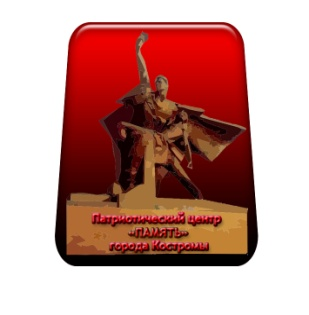 Патриотический центр
«ПАМЯТЬ»
города Костромы